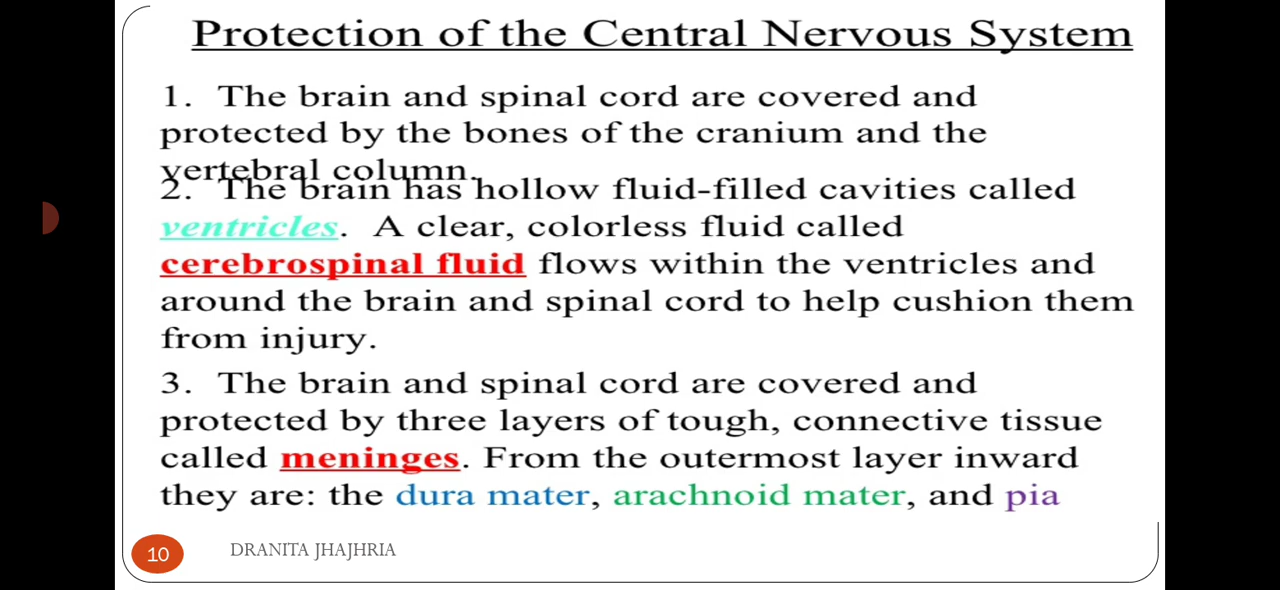 Protection of the Central Nervous System
1. The brain and spinal cord are covered and
protected by the bones of the cranium and the
vertebral column.
2. The brain has hollow fluid-filled cavities called
ventricles. A clear, colorless fluid called
cerebrospinal fluid flows within the ventricles and
around the brain and spinal cord to help cushion them
from injury.
3. The brain and spinal cord are covered and
protected by three layers of tough, connective tissue
called meninges. From the outermost layer inward
they are: the dura mater, arachnoid mater, and pia
10
DRANITA JHAJHRIA